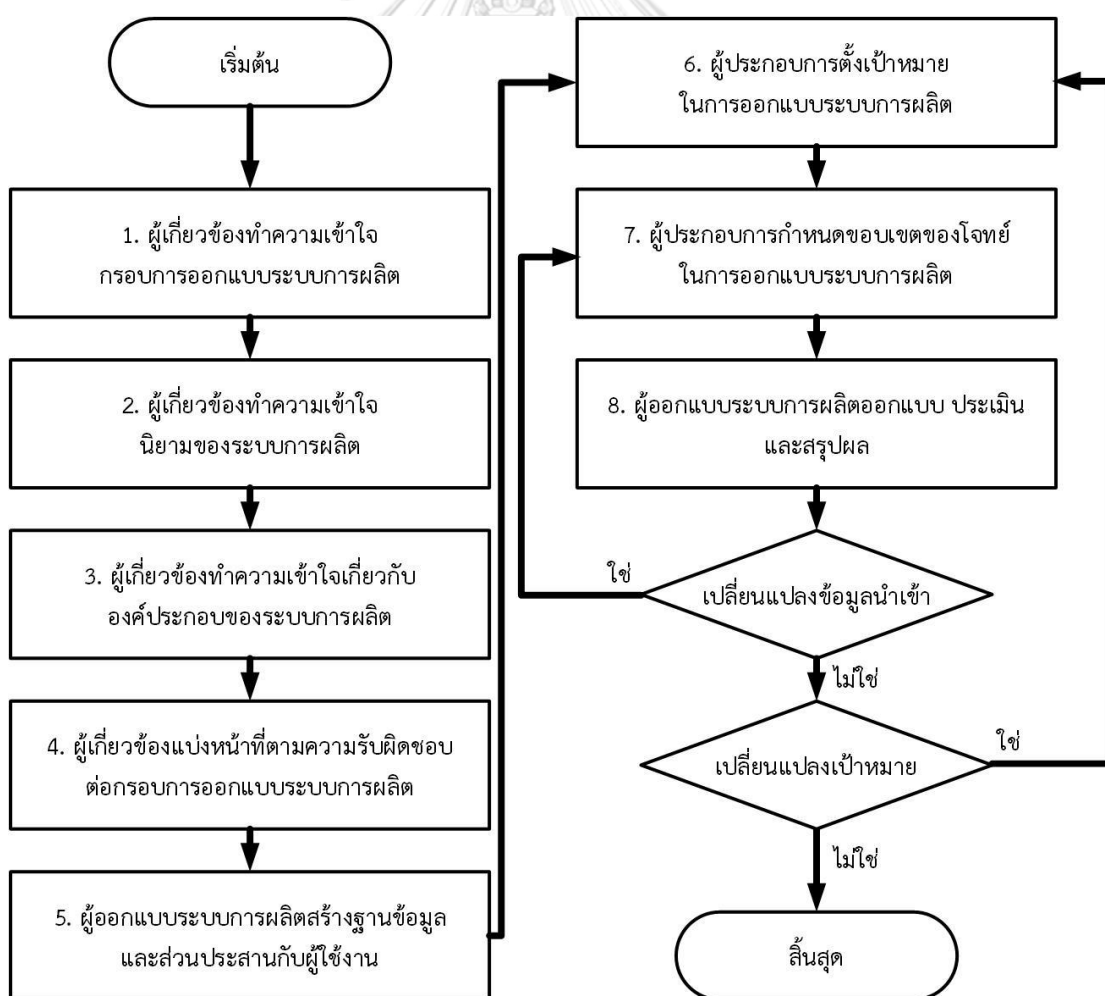 เริ่มต้น
1. ผู้เกี่ยวข้องทำความเข้าใจ
กรอบการออกแบบระบบการผลิต
2. ผู้เกี่ยวข้องทำความเข้าใจ
นิยามของระบบการผลิต
3. ผู้เกี่ยวข้องทำความเข้าใจเกี่ยวกับ
องค์ประกอบของระบบการผลิต
4. ผู้เกี่ยวข้องแบ่งหน้าที่ตามความรับผิดชอบ
ต่อกรอบการออกแบบระบบการผลิต
5. ผู้ออกแบบระบบการผลิตสร้างฐานข้อมูล
และส่วนประสานกับผู้ใช้งาน
6. ผู้ประกอบการตั้งเป้าหมาย
ในการออกแบบระบบการผลิต
7. ผู้ประกอบการกำหนดขอบเขตของโจทย์
ในการออกแบบระบบการผลิต
8. ผู้ออกแบบระบบการผลิตออกแบบ ประเมิน
และสรุปผล
ใช่
เปลี่ยนแปลงข้อมูลนำเข้า
ไม่ใช่
เปลี่ยนแปลงเป้าหมาย
ใช่
ไม่ใช่
สิ้นสุด